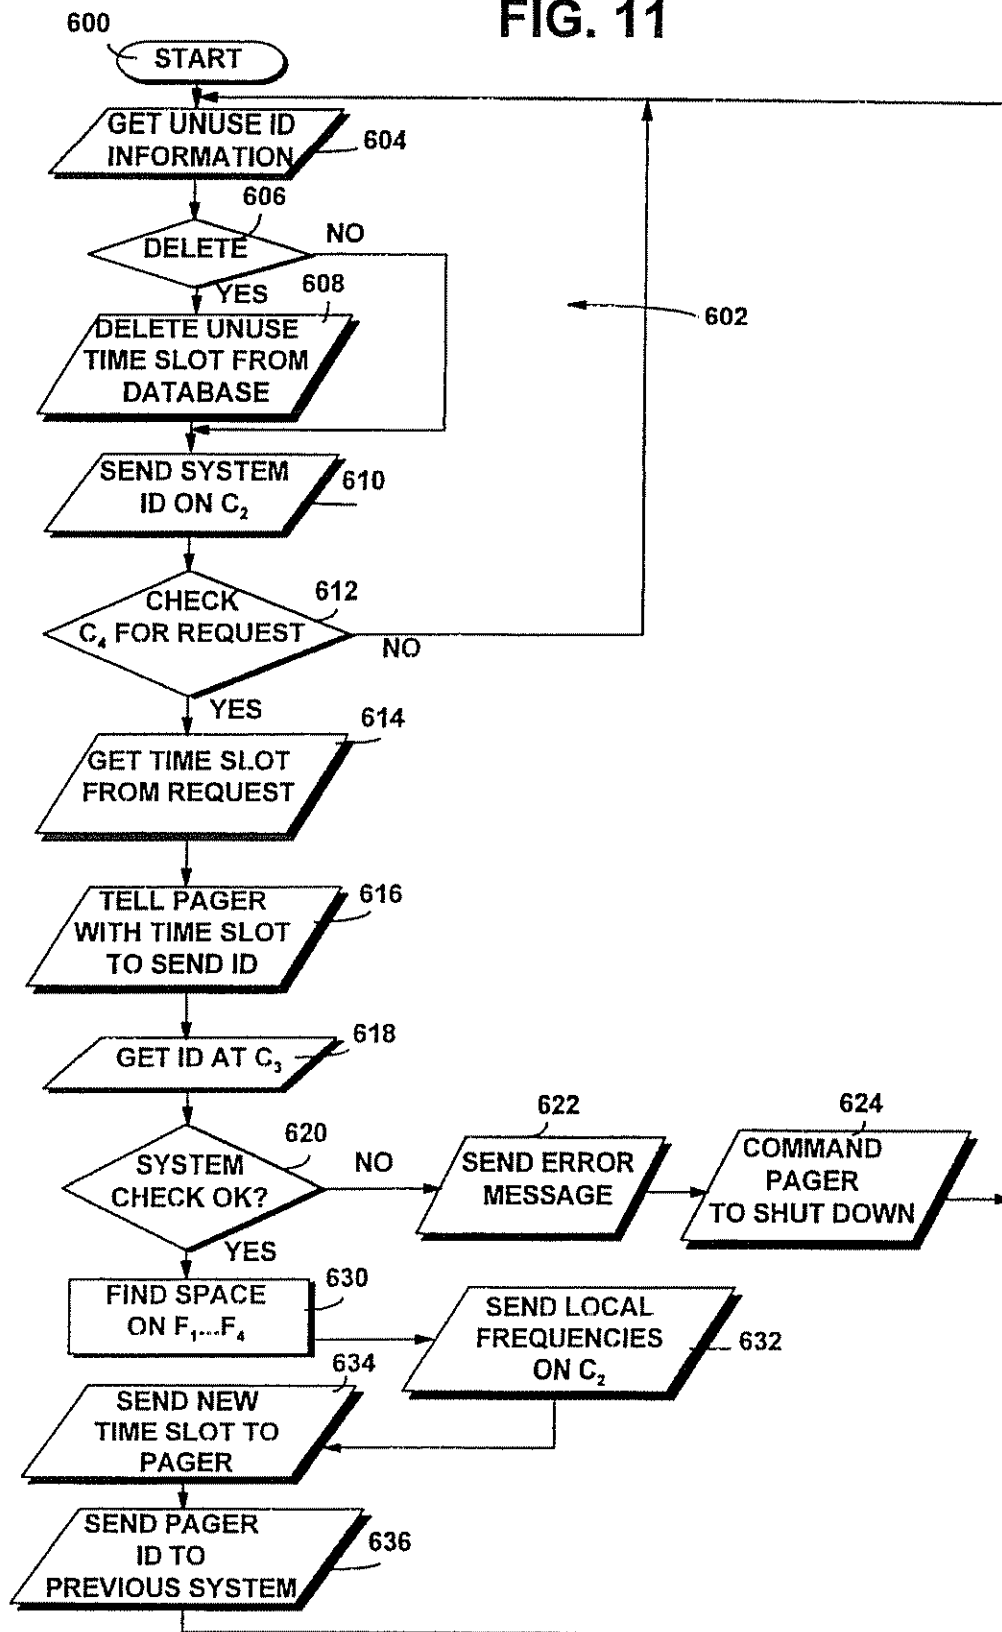 FIG. 11
600
START
GET UNUSE ID
INFORMATION
604
606
DELETE
NO
YES
608
DELETE UNUSE
TIME SLOT FROM
DATABASE
602
SEND SYSTEM
ID ON C₂
610
CHECK
C₄ FOR REQUEST
612
NO
YES
614
GET TIME SLOT
FROM REQUEST
TELL PAGER
WITH TIME SLOT
TO SEND ID
616
GET ID AT C₃
618
SYSTEM
CHECK OK?
620
NO
YES
622
SEND ERROR
MESSAGE
624
COMMAND
PAGER
TO SHUT DOWN
FIND SPACE
ON F₁...F₄
630
SEND LOCAL
FREQUENCIES
ON C₂
632
634
SEND NEW
TIME SLOT TO
PAGER
SEND PAGER
ID TO
PREVIOUS SYSTEM
636